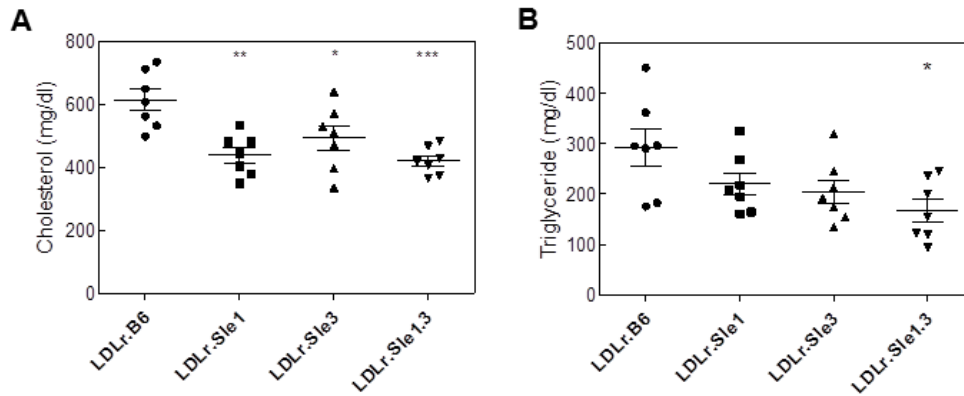 A
Cholesterol (mg/dl)
800
600
400
200
0
**
*
***
LDLr.B6
LDLr.Sle1
LDLr.Sle3
LDLr.Sle1.3
B
Triglyceride (mg/dl)
500
400
300
200
100
0
*
LDLr.B6
LDLr.Sle1
LDLr.Sle3
LDLr.Sle1.3